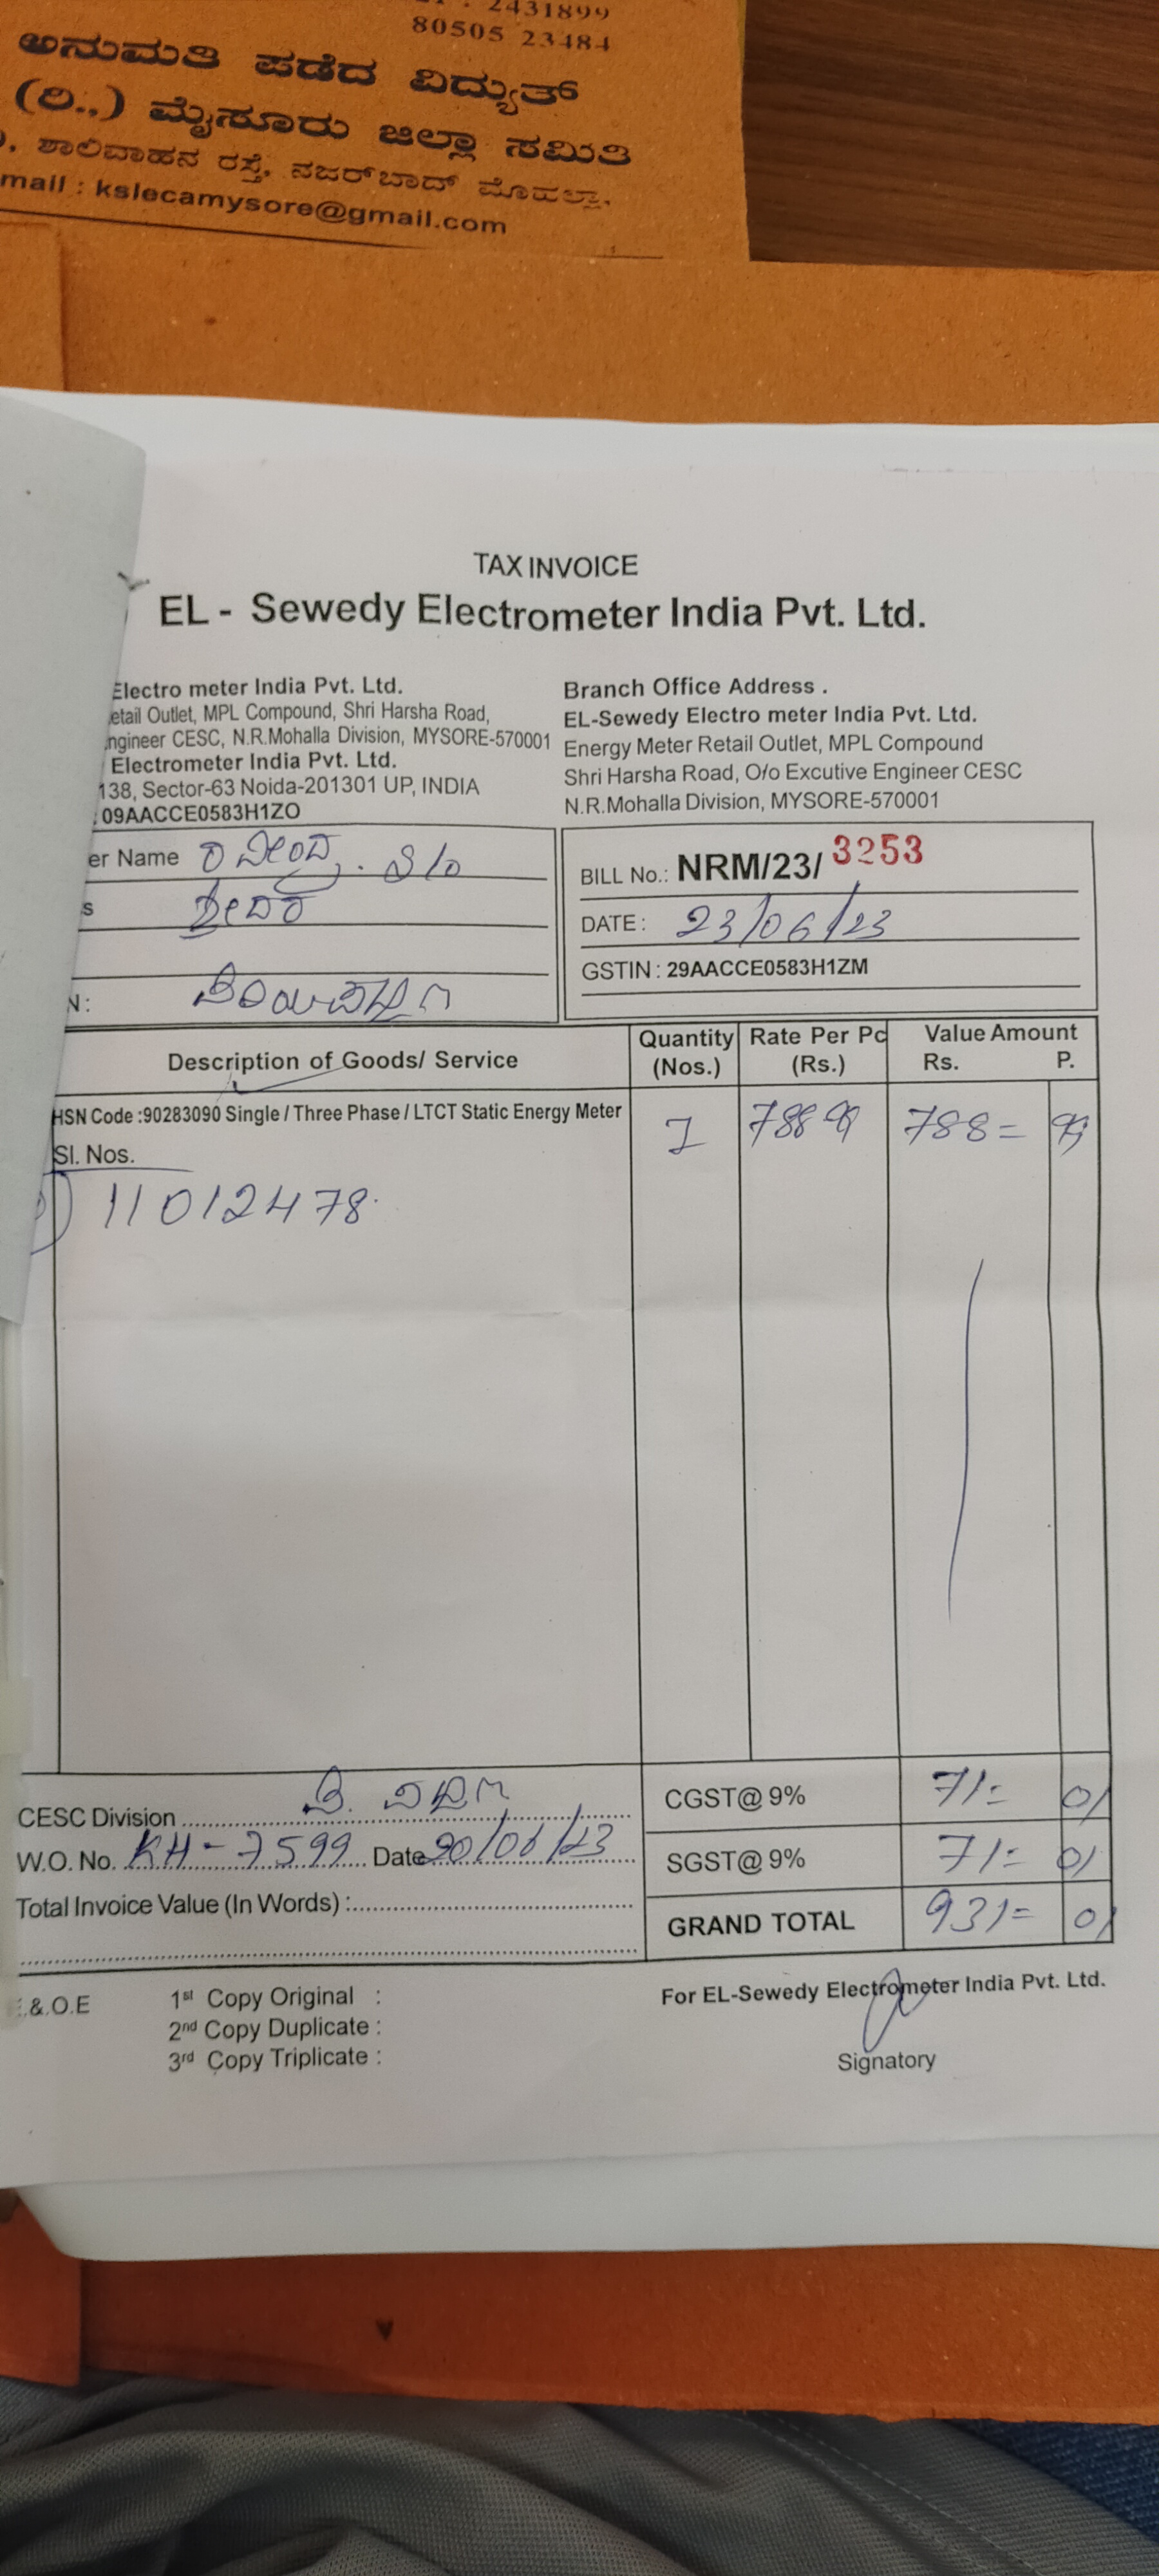 : 2431899
80505 23484
ಅನುಮತಿ ಪಡೆದ ವಿದ್ಯುತ್
(ರಿ..,) ಮೈಸೂರು ಜಿಲ್ಲಾ ಸಮಿತಿ
, ಶಾಲಿವಾಹನ ರಸ್ತೆ, ನಜರ್‌ಬಾದ್ ಮೊಹಲ್ಲಾ,
mail : kslecamysore@gmail.com
TAX INVOICE
EL - Sewedy Electrometer India Pvt. Ltd.
Electro meter India Pvt. Ltd.
etail Outlet, MPL Compound, Shri Harsha Road,
ngineer CESC, N.R.Mohalla Division, MYSORE-570001
Electrometer India Pvt. Ltd.
138, Sector-63 Noida-201301 UP, INDIA
: 09AACCE0583H1ZO
Branch Office Address .
EL-Sewedy Electro meter India Pvt. Ltd.
Energy Meter Retail Outlet, MPL Compound
Shri Harsha Road, O/o Excutive Engineer CESC
N.R.Mohalla Division, MYSORE-570001
er Name S/o
s
N:
BILL No.: NRM/23/ 3253
DATE : 23/06/23
GSTIN : 29AACCE0583H1ZM
Description of Goods/ Service Quantity (Nos.) Rate Per Pc (Rs.) Value Amount Rs. P.
HSN Code :90283090 Single / Three Phase / LTCT Static Energy Meter 1 788 99 788= 99
Sl. Nos.
11012478
CESC Division
W.O. No. KH-7599 Date 20/06/23
Total Invoice Value (In Words) :
CGST@ 9% 71= 01
SGST@ 9% 71= 01
GRAND TOTAL 931= 01
.&.O.E
1st Copy Original :
2nd Copy Duplicate :
3rd Copy Triplicate :
For EL-Sewedy Electrometer India Pvt. Ltd.
Signatory